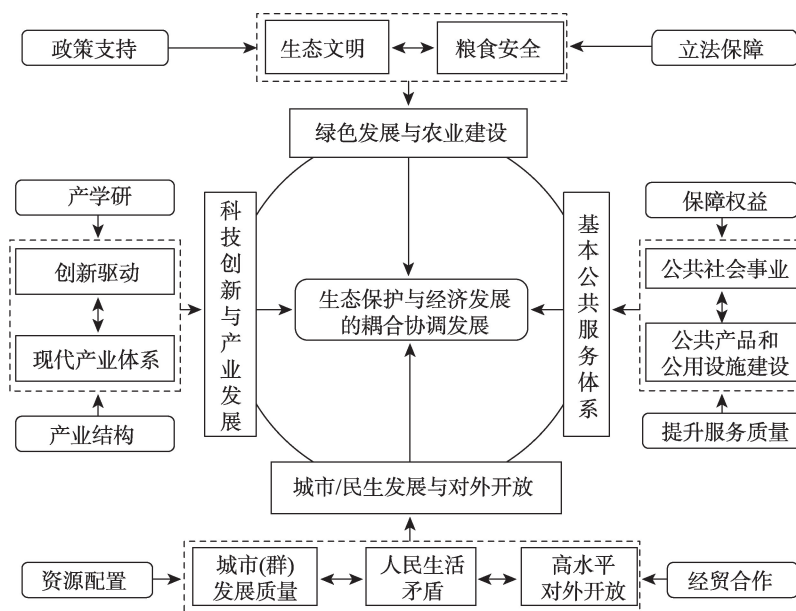 政策支持
生态文明
粮食安全
立法保障
绿色发展与农业建设
产学研
创新驱动
现代产业体系
产业结构
科技创新与产业发展
生态保护与经济发展
的耦合协调发展
基本公共服务体系
保障权益
公共社会事业
公共产品和
公用设施建设
提升服务质量
城市/民生发展与对外开放
资源配置
城市(群)
发展质量
人民生活
矛盾
高水平
对外开放
经贸合作